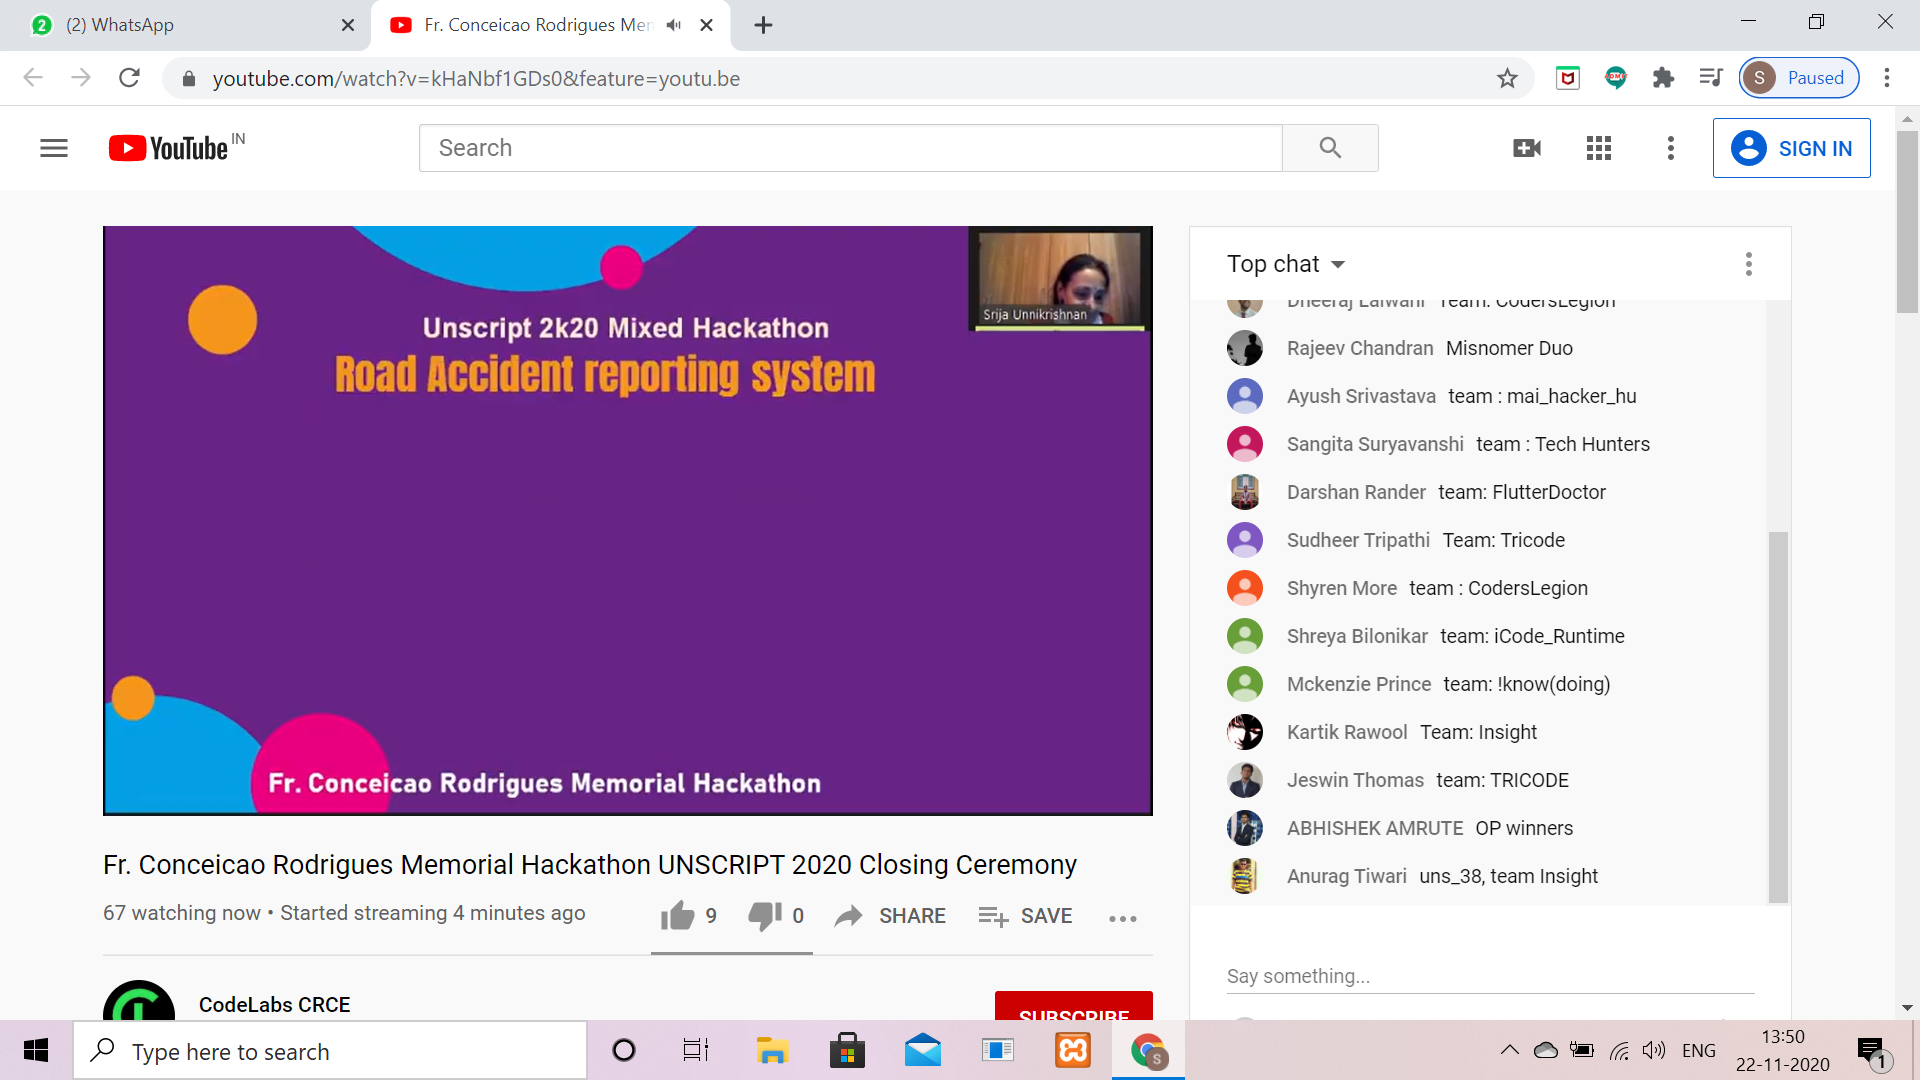 (2) WhatsApp
Fr. Conceicao Rodrigues Mem
youtube.com/watch?v=kHaNbf1GDs0&feature=youtu.be
S Paused
YouTube IN
Search
SIGN IN
Unscript 2k20 Mixed Hackathon
Road Accident reporting system
Srija Unnikrishnan
Fr. Conceicao Rodrigues Memorial Hackathon
Fr. Conceicao Rodrigues Memorial Hackathon UNSCRIPT 2020 Closing Ceremony
67 watching now • Started streaming 4 minutes ago
9 0 SHARE SAVE
CodeLabs CRCE
SUBSCRIBE
Top chat
Dheeraj Lalwani Team: CodersLegion
Rajeev Chandran Misnomer Duo
Ayush Srivastava team : mai_hacker_hu
Sangita Suryavanshi team : Tech Hunters
Darshan Rander team: FlutterDoctor
Sudheer Tripathi Team: Tricode
Shyren More team : CodersLegion
Shreya Bilonikar team: iCode_Runtime
Mckenzie Prince team: !know(doing)
Kartik Rawool Team: Insight
Jeswin Thomas team: TRICODE
ABHISHEK AMRUTE OP winners
Anurag Tiwari uns_38, team Insight
Say something...
Type here to search
ENG
13:50
22-11-2020
1